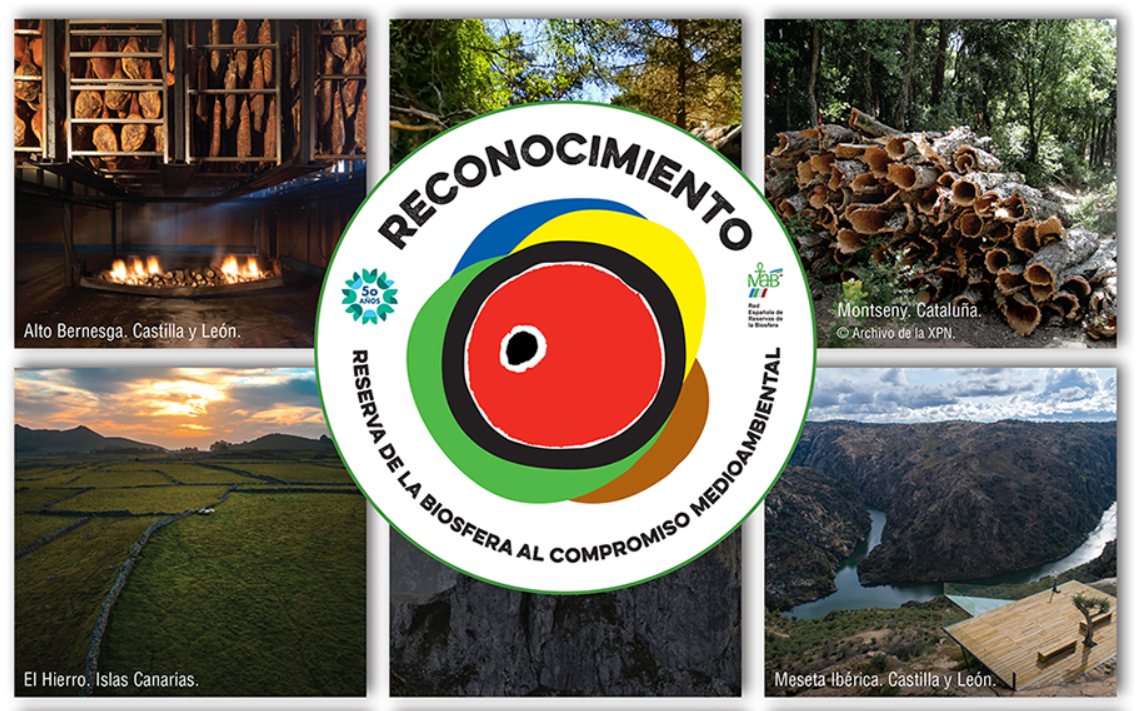 RECONOCIMIENTO
50
AÑOS
MaB
Red
Española de
Reservas de
la Biosfera
RESERVA DE LA BIOSFERA AL COMPROMISO MEDIOAMBIENTAL
Alto Bernesga. Castilla y León.
Montseny. Cataluña.
© Archivo de la XPN.
El Hierro. Islas Canarias.
Meseta Ibérica. Castilla y León.